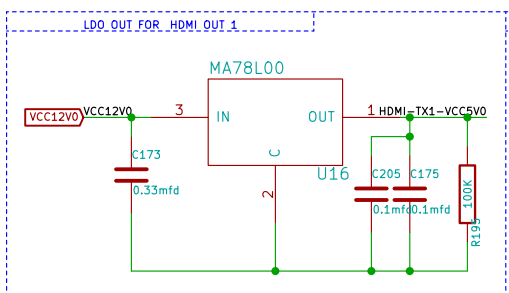 LDO OUT FOR  HDMI OUT 1
MA78L00
VCC12V0
VCC12V0
3
IN
OUT
1
HDMI-TX1-VCC5V0
C
U16
2
C173
0.33mfd
C205
0.1mfd
C175
0.1mfd
100K
R195